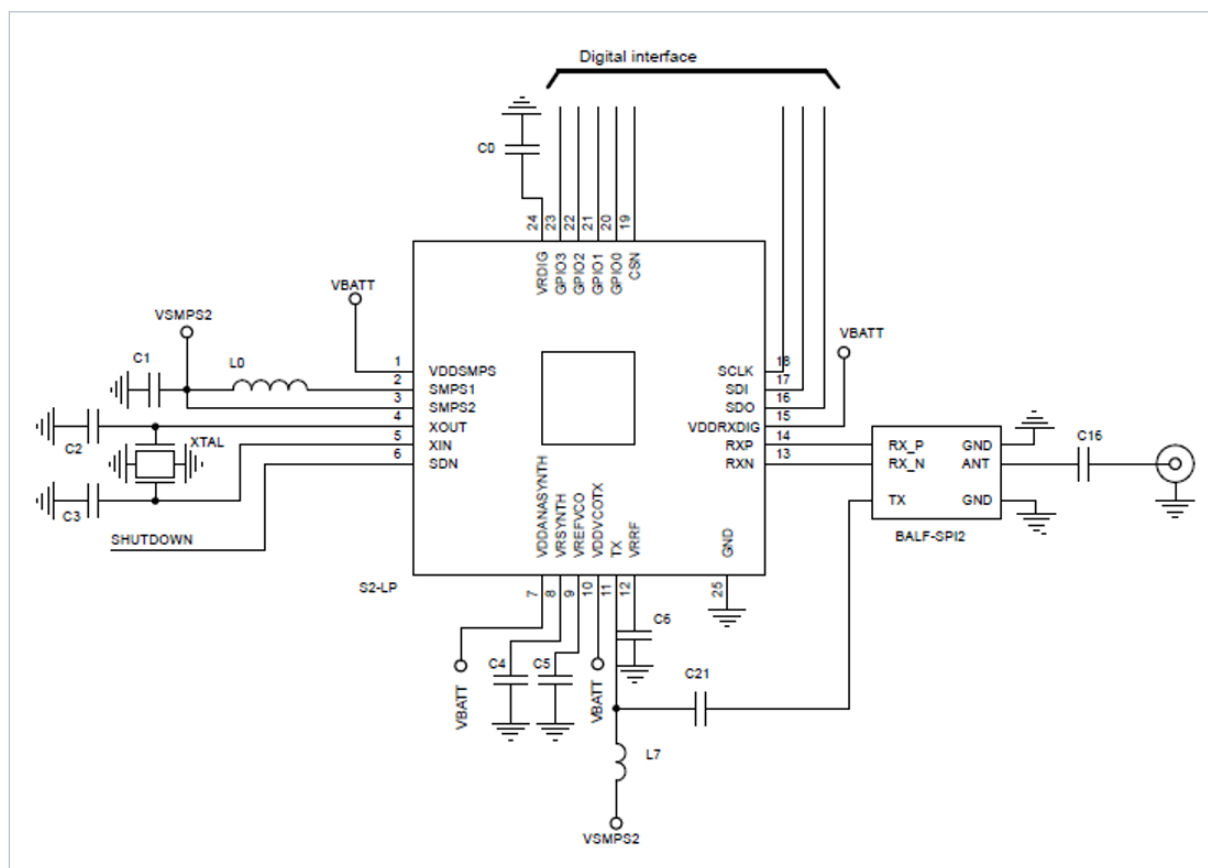 Digital interface
C0
24
23
22
21
20
19
VRDIG
GPIO3
GPIO2
GPIO1
GPIO0
CSN
VBATT
VSMPS2
C1
L0
1
2
3
4
5
6
VDDSMPS
SMPS1
SMPS2
XOUT
XIN
SDN
C2
XTAL
C3
SHUTDOWN
VBATT
SCLK
SDI
SDO
VDDRXDIG
RXP
RXN
18
17
16
15
14
13
RX_P
RX_N
TX
GND
ANT
GND
C16
BALF-SPI2
VDDANASYNTH
VRSYNTH
VREFVCO
VDDVCOTX
TX
VRRF
GND
S2-LP
7
8
9
10
11
12
25
VBATT
C4
C5
VBATT
C6
C21
L7
VSMPS2